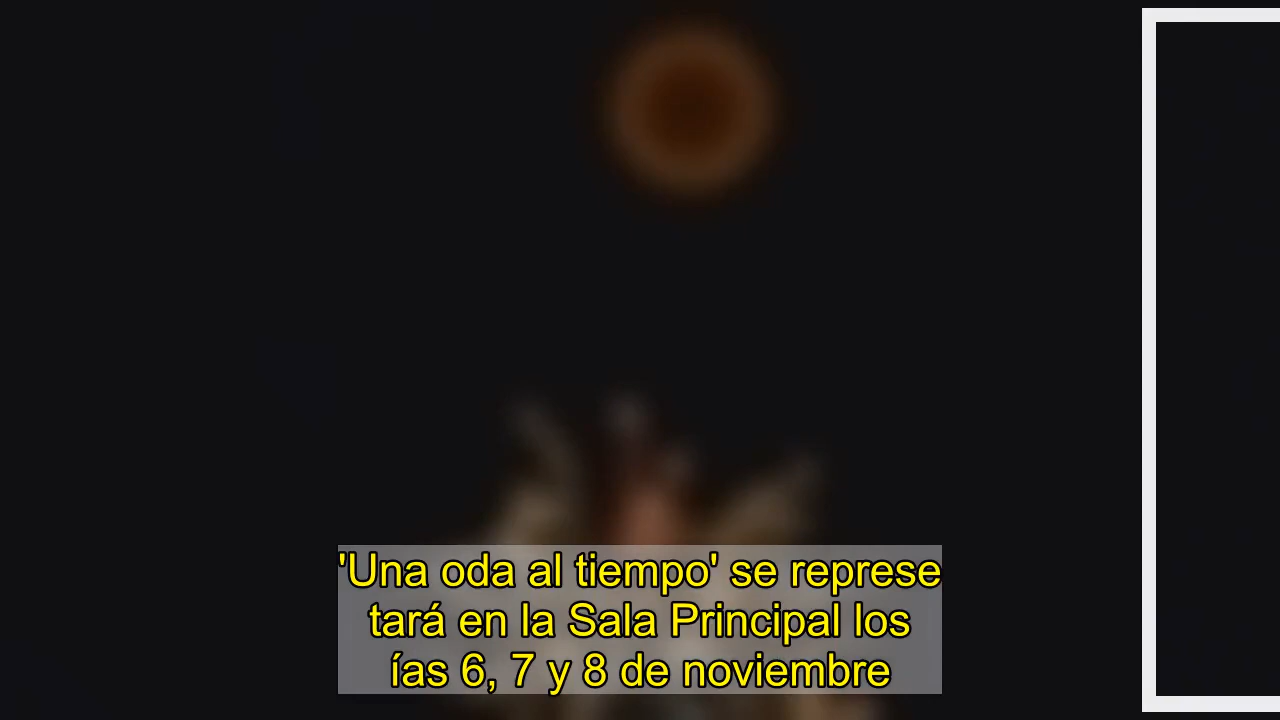 'Una oda al tiempo' se represe
tará en la Sala Principal los
ías 6, 7 y 8 de noviembre